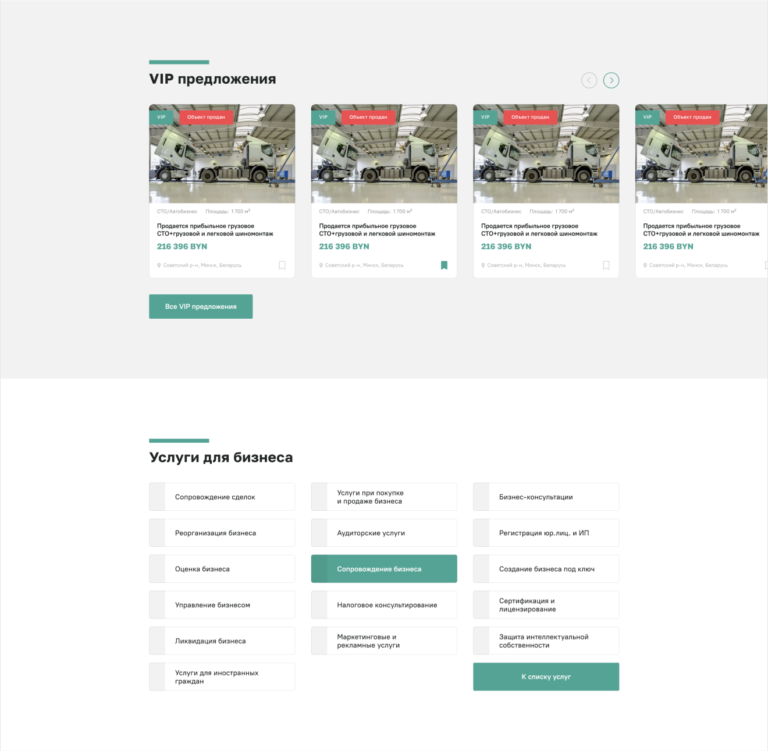 VIP предложения
VIP
Объект продан
VIP
Объект продан
VIP
Объект продан
VIP
Объект продан
СТО/Автобизнес Площадь: 1 700 м²
СТО/Автобизнес Площадь: 1 700 м²
СТО/Автобизнес Площадь: 1 700 м²
СТО/Автобизнес Площадь: 1 700 м²
Продается прибыльное грузовое
СТО+грузовой и легковой шиномонтаж
Продается прибыльное грузовое
СТО+грузовой и легковой шиномонтаж
Продается прибыльное грузовое
СТО+грузовой и легковой шиномонтаж
Продается прибыльное грузовое
СТО+грузовой и легковой шиномонтаж
216 396 BYN
216 396 BYN
216 396 BYN
216 396 BYN
Советский р-н, Минск, Беларусь
Советский р-н, Минск, Беларусь
Советский р-н, Минск, Беларусь
Советский р-н, Минск, Беларусь
Все VIP предложения
Услуги для бизнеса
Сопровождение сделок
Услуги при покупке
и продаже бизнеса
Бизнес-консультации
Реорганизация бизнеса
Аудиторские услуги
Регистрация юр.лиц. и ИП
Оценка бизнеса
Сопровождение бизнеса
Создание бизнеса под ключ
Управление бизнесом
Налоговое консультирование
Сертификация и
лицензирование
Ликвидация бизнеса
Маркетинговые и
рекламные услуги
Защита интеллектуальной
собственности
Услуги для иностранных
граждан
К списку услуг